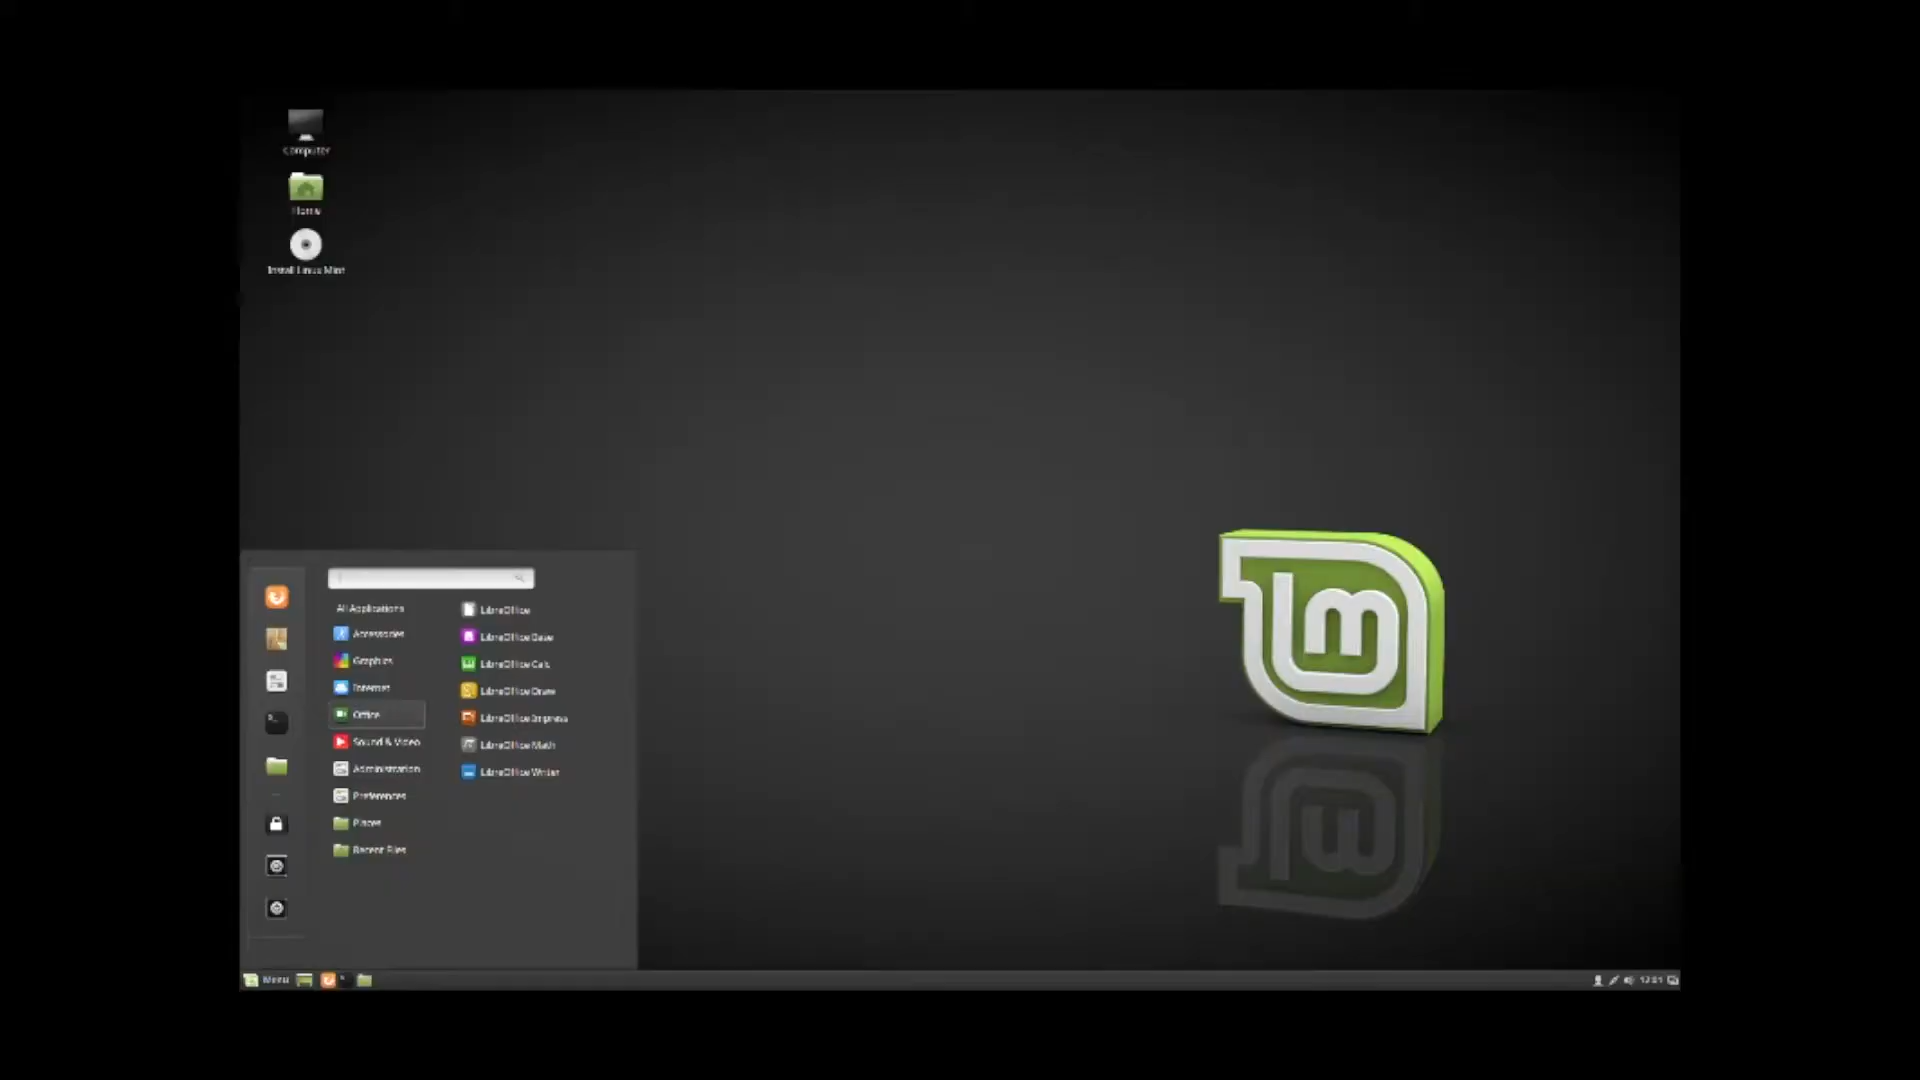 Computer
Home
Install Linux Mint
All Applications
Accessories
Graphics
Internet
Office
Sound & Video
Administration
Preferences
Places
Recent Files
LibreOffice
LibreOffice Base
LibreOffice Calc
LibreOffice Draw
LibreOffice Impress
LibreOffice Math
LibreOffice Writer
lm
Menu